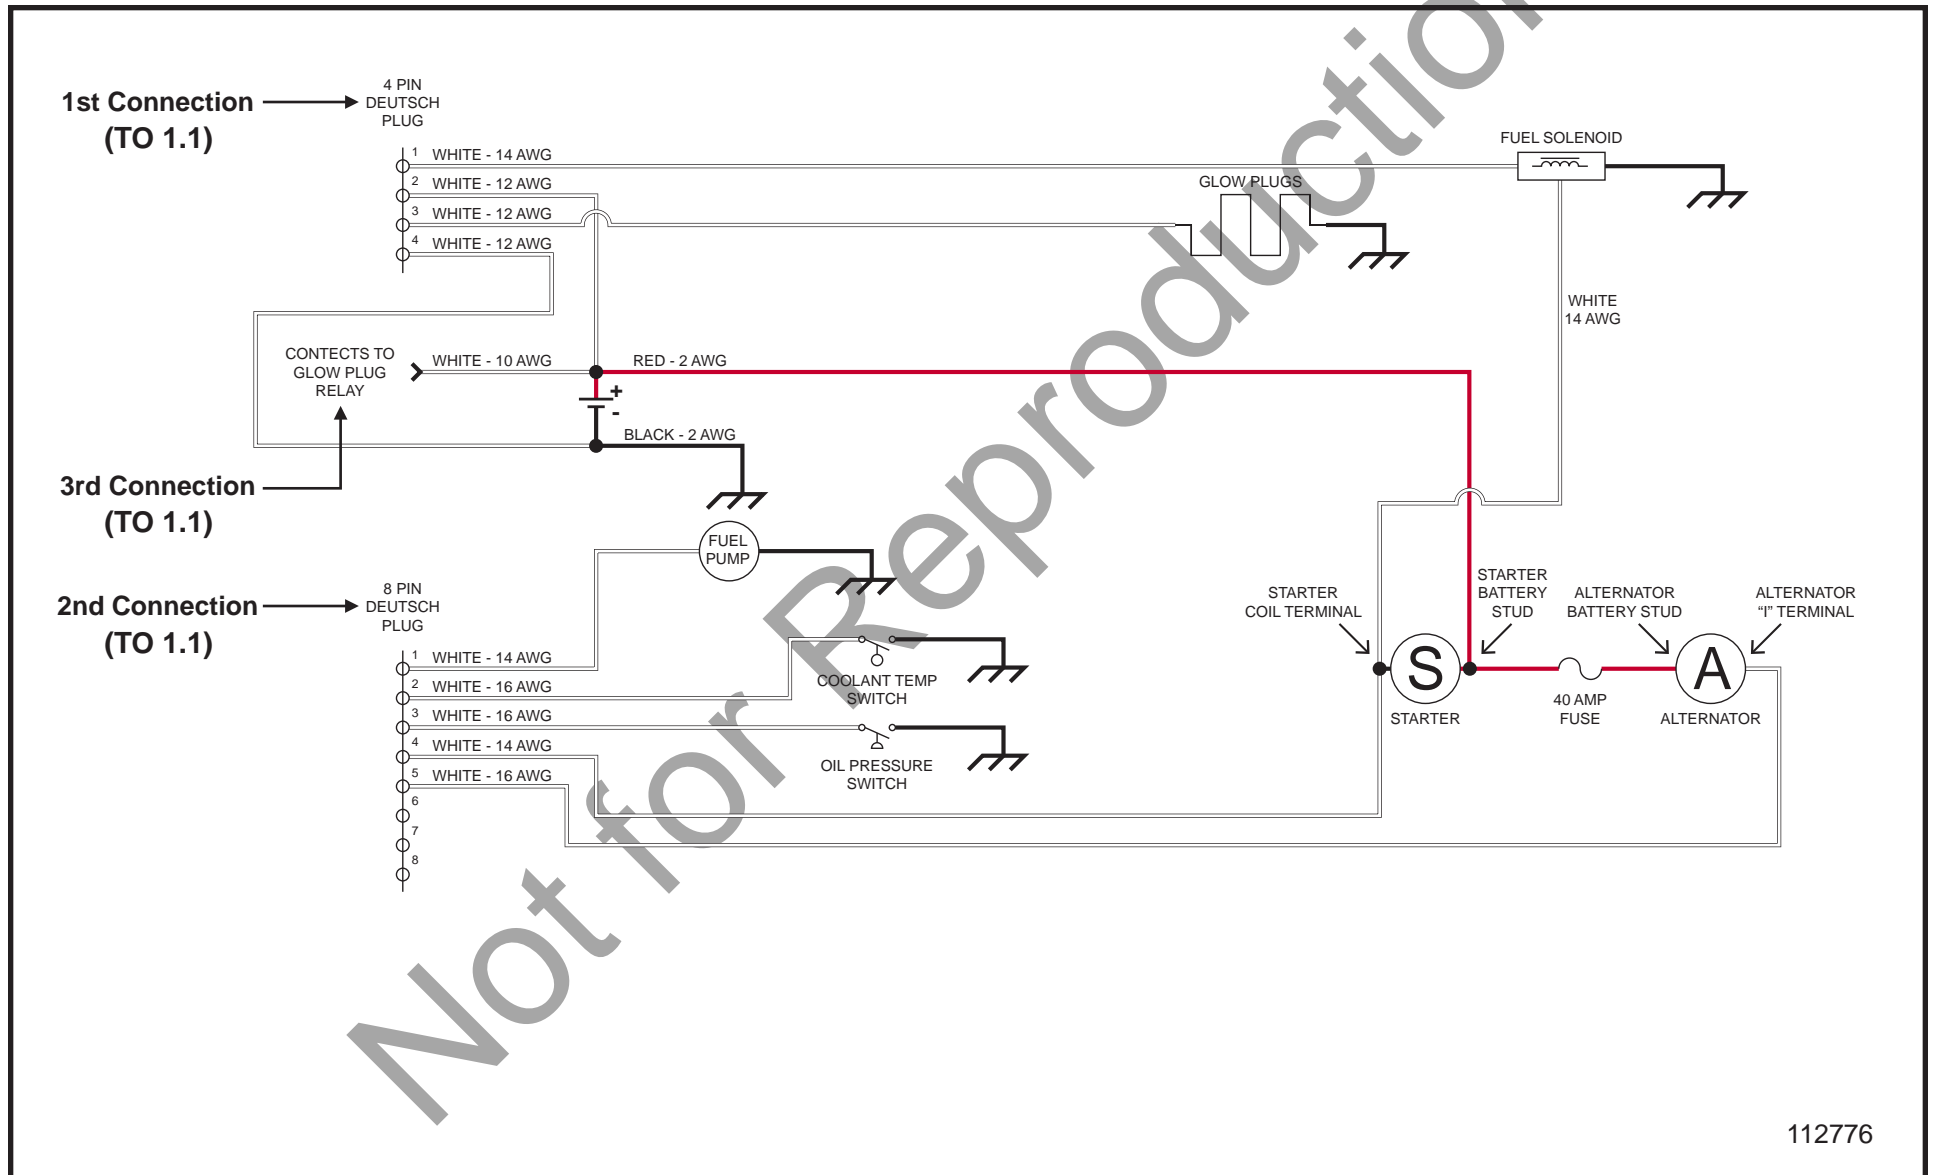 1st Connection
(TO 1.1)
4 PIN
DEUTSCH
PLUG
1 WHITE - 14 AWG
2 WHITE - 12 AWG
3 WHITE - 12 AWG
4 WHITE - 12 AWG
FUEL SOLENOID
GLOW PLUGS
WHITE
14 AWG
CONTECTS TO
GLOW PLUG
RELAY
WHITE - 10 AWG
RED - 2 AWG
+
-
BLACK - 2 AWG
3rd Connection
(TO 1.1)
FUEL
PUMP
2nd Connection
(TO 1.1)
8 PIN
DEUTSCH
PLUG
1 WHITE - 14 AWG
2 WHITE - 16 AWG
3 WHITE - 16 AWG
4 WHITE - 14 AWG
5 WHITE - 16 AWG
6
7
8
COOLANT TEMP
SWITCH
OIL PRESSURE
SWITCH
STARTER
COIL TERMINAL
STARTER
BATTERY
STUD
ALTERNATOR
BATTERY STUD
ALTERNATOR
“I” TERMINAL
S
STARTER
40 AMP
FUSE
A
ALTERNATOR
Not for Reproduction
112776